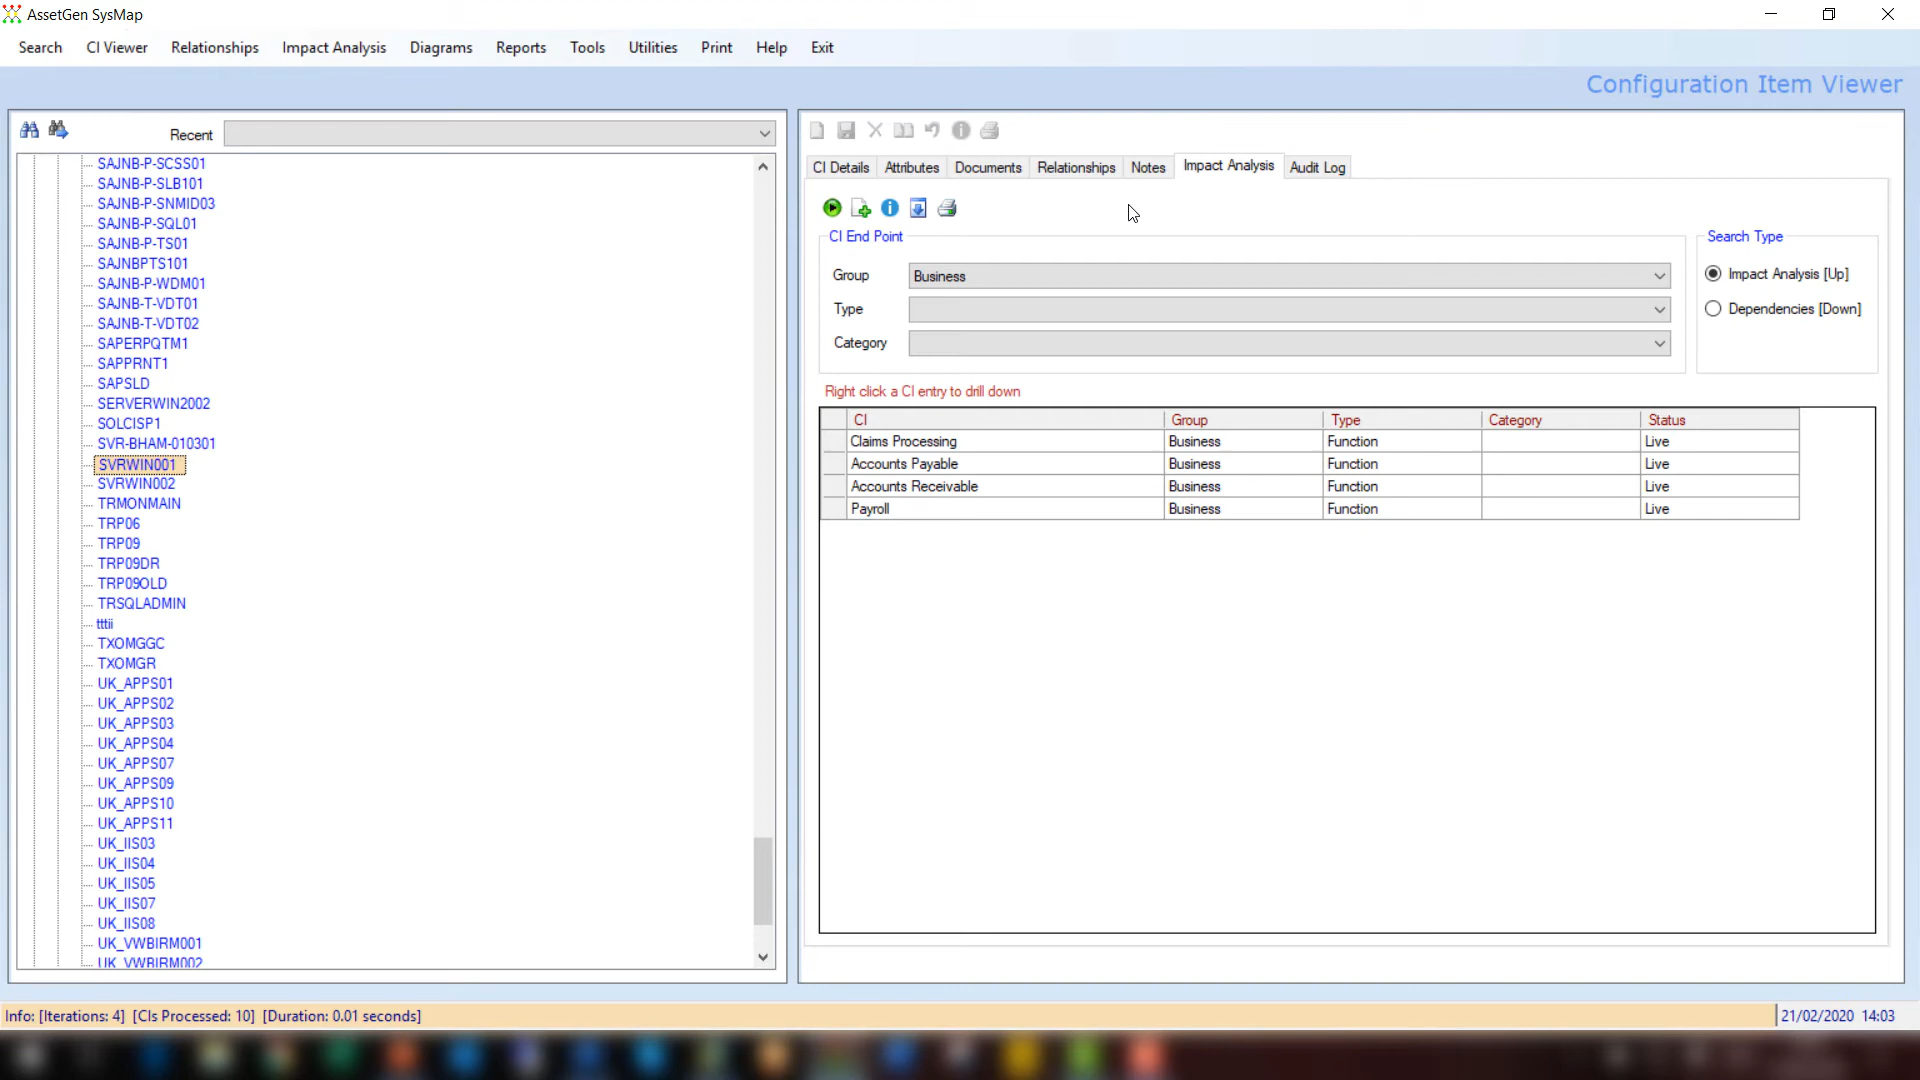 AssetGen SysMap
Search CI Viewer Relationships Impact Analysis Diagrams Reports Tools Utilities Print Help Exit
Configuration Item Viewer
Recent
SAJNB-P-SCSS01
SAJNB-P-SLB101
SAJNB-P-SNMID03
SAJNB-P-SQL01
SAJNB-P-TS01
SAJNBPTS101
SAJNB-P-WDM01
SAJNB-T-VDT01
SAJNB-T-VDT02
SAPERPQTM1
SAPPRNT1
SAPSLD
SERVERWIN2002
SOLCISP1
SVR-BHAM-010301
SVRWIN001
SVRWIN002
TRMONMAIN
TRP06
TRP09
TRP09DR
TRP09OLD
TRSQLADMIN
tttii
TXOMGGC
TXOMGR
UK_APPS01
UK_APPS02
UK_APPS03
UK_APPS04
UK_APPS07
UK_APPS09
UK_APPS10
UK_APPS11
UK_IIS03
UK_IIS04
UK_IIS05
UK_IIS07
UK_IIS08
UK_VWBIRM001
UK_VWBIRM002
CI Details Attributes Documents Relationships Notes Impact Analysis Audit Log
CI End Point
Group Business
Type
Category
Search Type
Impact Analysis [Up]
Dependencies [Down]
Right click a CI entry to drill down
CI Group Type Category Status
Claims Processing Business Function Live
Accounts Payable Business Function Live
Accounts Receivable Business Function Live
Payroll Business Function Live
Info: [Iterations: 4] [CIs Processed: 10] [Duration: 0.01 seconds]
21/02/2020 14:03